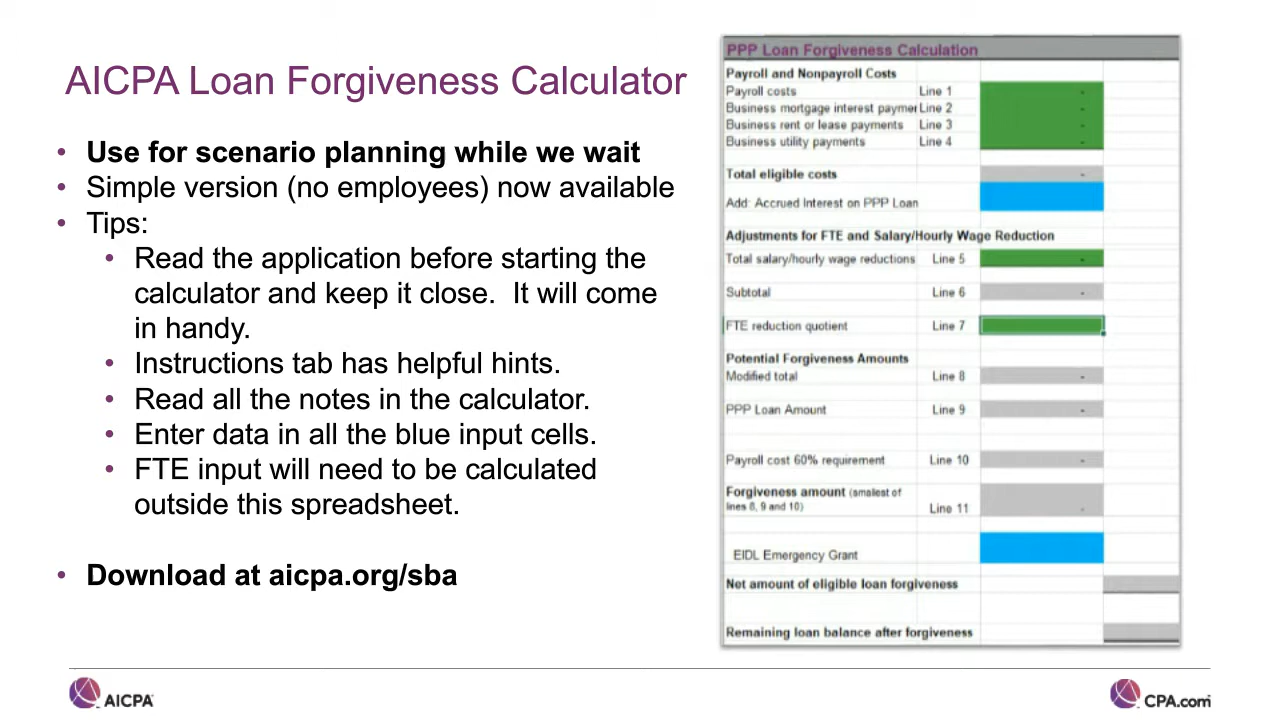 AICPA Loan Forgiveness Calculator
• Use for scenario planning while we wait
• Simple version (no employees) now available
• Tips:
• Read the application before starting the
calculator and keep it close.  It will come
in handy.
• Instructions tab has helpful hints.
• Read all the notes in the calculator.
• Enter data in all the blue input cells.
• FTE input will need to be calculated
outside this spreadsheet.
• Download at aicpa.org/sba
PPP Loan Forgiveness Calculation
Payroll and Nonpayroll Costs
Payroll costs Line 1 -
Business mortgage interest paymer Line 2 -
Business rent or lease payments Line 3 -
Business utility payments Line 4 -
Total eligible costs -
Add: Accrued Interest on PPP Loan
Adjustments for FTE and Salary/Hourly Wage Reduction
Total salary/hourly wage reductions Line 5 -
Subtotal Line 6 -
FTE reduction quotient Line 7
Potential Forgiveness Amounts
Modified total Line 8 -
PPP Loan Amount Line 9 -
Payroll cost 60% requirement Line 10 -
Forgiveness amount (smallest of
lines 8, 9 and 10) Line 11 -
EIDL Emergency Grant
Net amount of eligible loan forgiveness
Remaining loan balance after forgiveness
AICPA
CPA.com